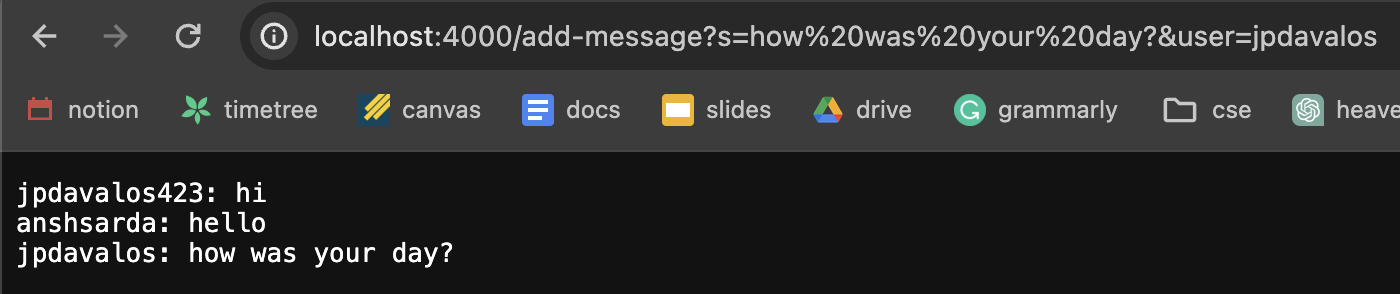 localhost:4000/add-message?s=how%20was%20your%20day?&user=jpdavalos
notion timetree canvas docs slides drive grammarly cse heave
jpdavalos423: hi
anshsarda: hello
jpdavalos: how was your day?